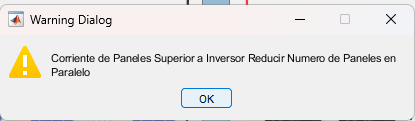 Warning Dialog
Corriente de Paneles Superior a Inversor Reducir Numero de Paneles en
Paralelo
OK